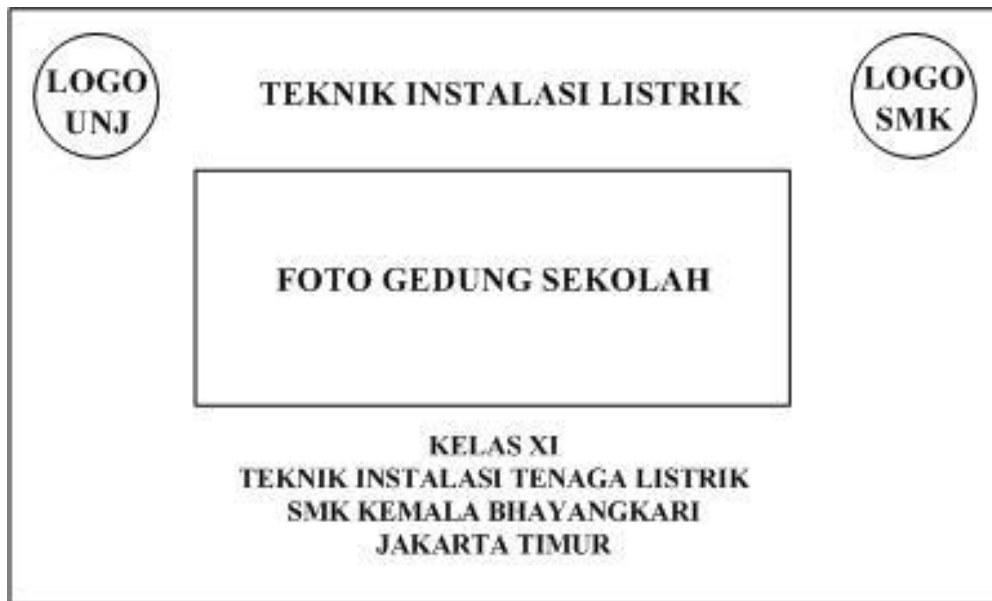 LOGO
UNJ
TEKNIK INSTALASI LISTRIK
LOGO
SMK
FOTO GEDUNG SEKOLAH
KELAS XI
TEKNIK INSTALASI TENAGA LISTRIK
SMK KEMALA BHAYANGKARI
JAKARTA TIMUR